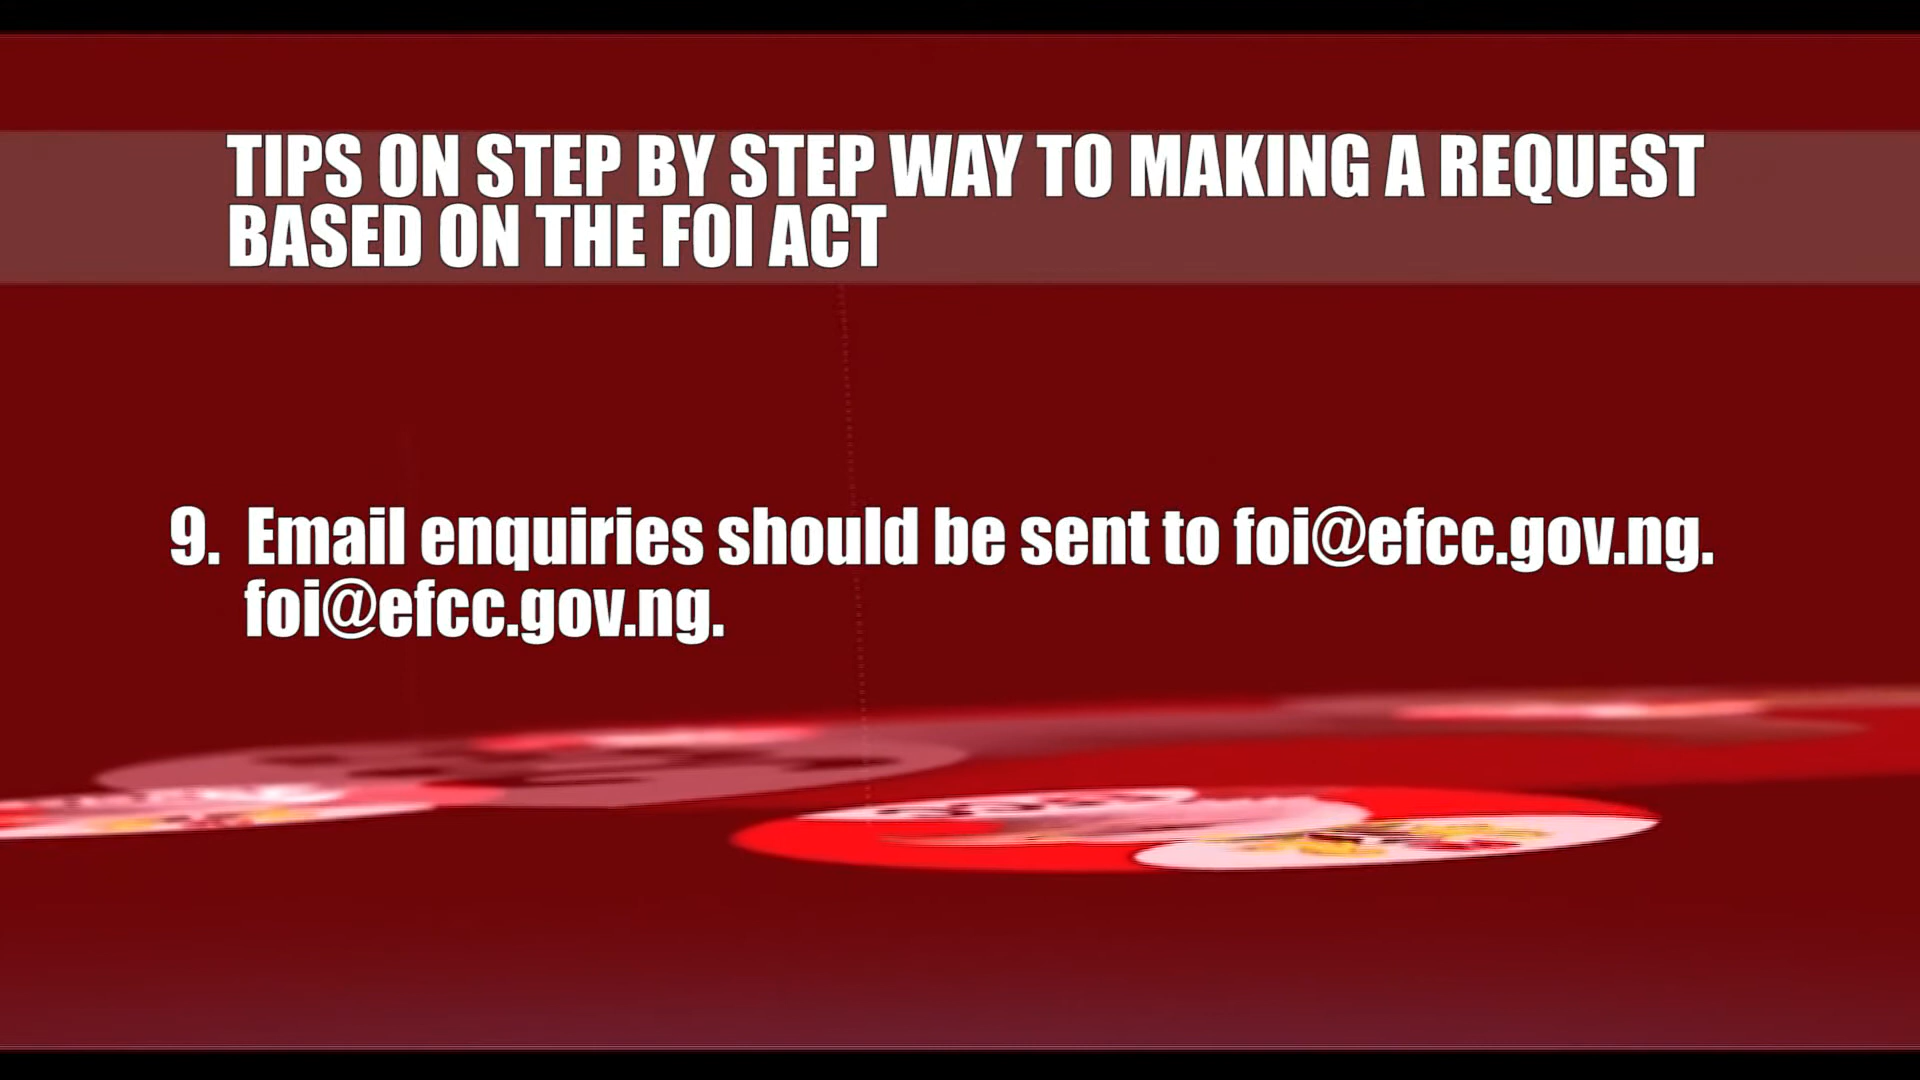 TIPS ON STEP BY STEP WAY TO MAKING A REQUEST
BASED ON THE FOI ACT
9. Email enquiries should be sent to foi@efcc.gov.ng.
foi@efcc.gov.ng.